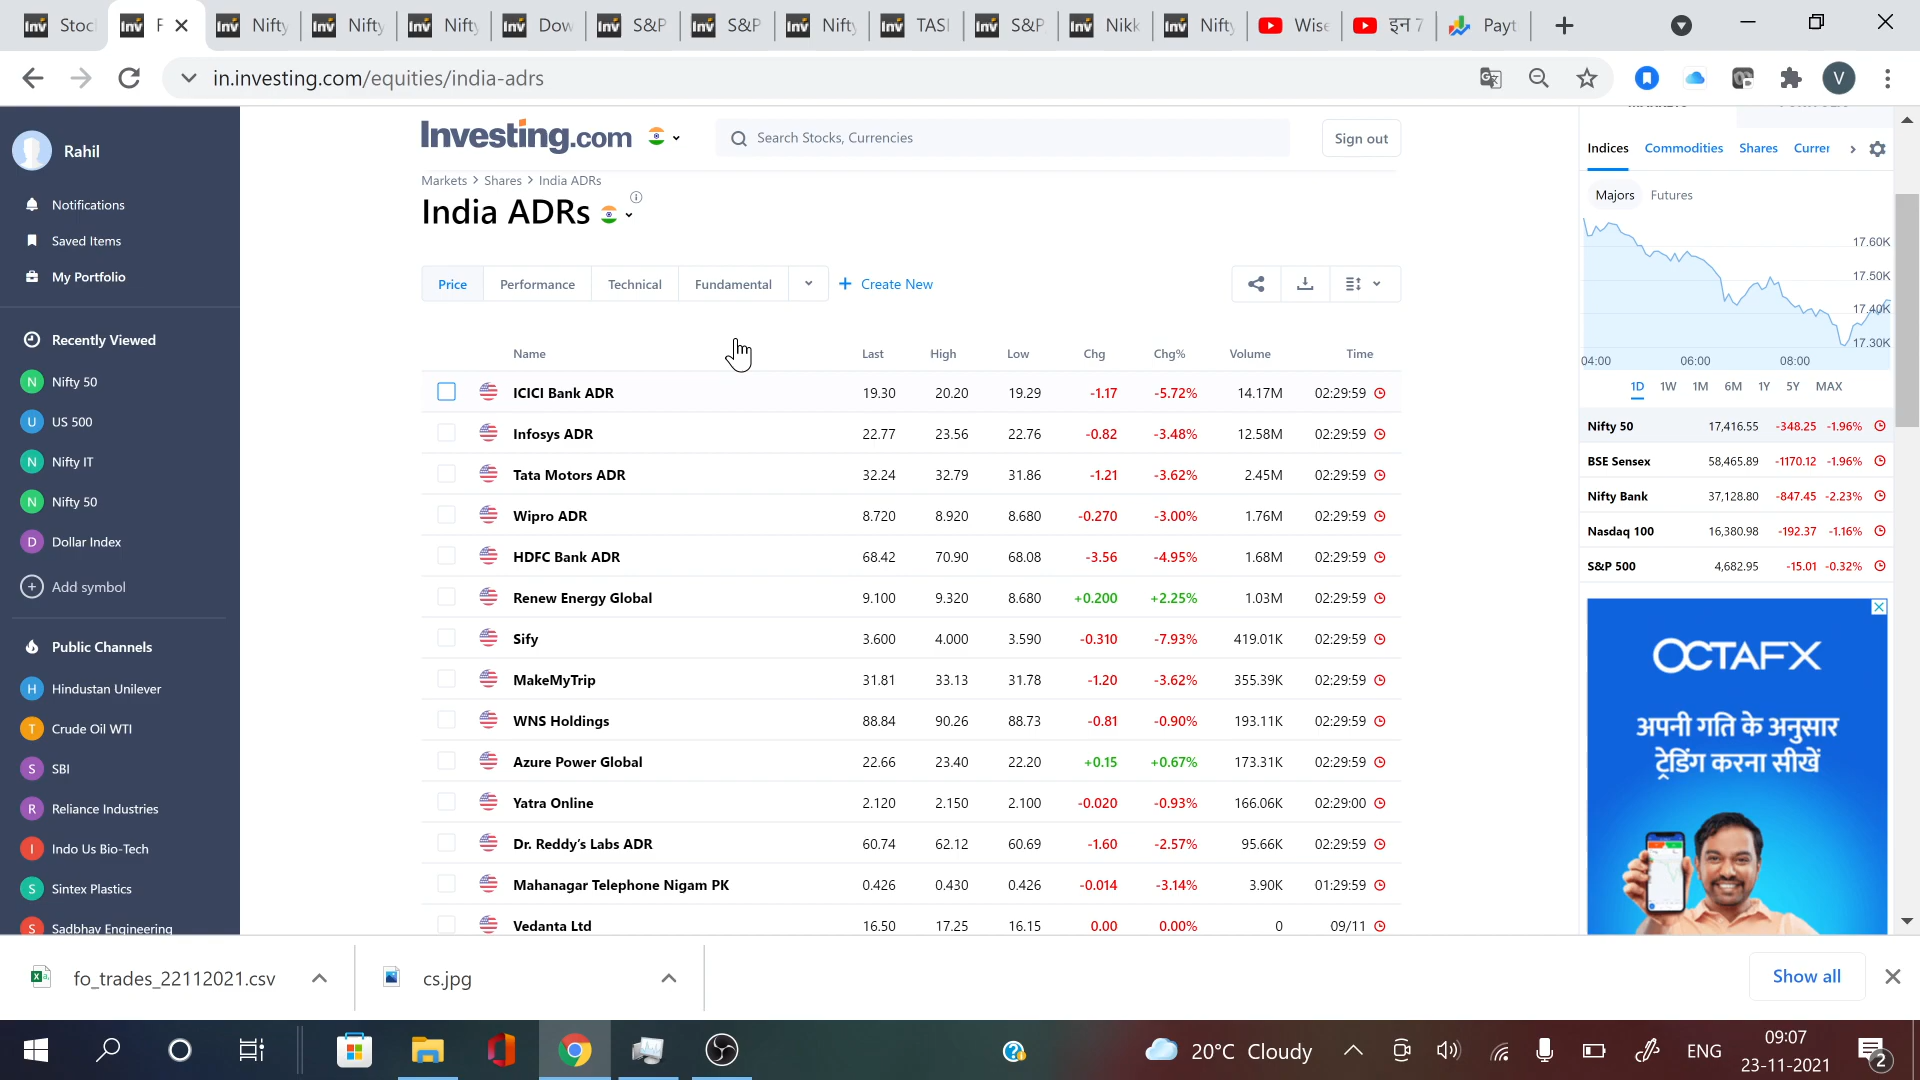 Stoc
F
Nifty
Nifty
Nifty
Dow
S&P
S&P
Nifty
TASI
S&P
Nikk
Nifty
Wise
इन 7
Payt
in.investing.com/equities/india-adrs
V
Rahil
Notifications
Saved Items
My Portfolio
Recently Viewed
N Nifty 50
U US 500
N Nifty IT
N Nifty 50
D Dollar Index
Add symbol
Public Channels
H Hindustan Unilever
T Crude Oil WTI
S SBI
R Reliance Industries
I Indo Us Bio-Tech
S Sintex Plastics
S Sadbhav Engineering
Investing.com
Search Stocks, Currencies
Sign out
Markets > Shares > India ADRs
India ADRs
Price Performance Technical Fundamental + Create New
Name Last High Low Chg Chg% Volume Time
ICICI Bank ADR 19.30 20.20 19.29 -1.17 -5.72% 14.17M 02:29:59
Infosys ADR 22.77 23.56 22.76 -0.82 -3.48% 12.58M 02:29:59
Tata Motors ADR 32.24 32.79 31.86 -1.21 -3.62% 2.45M 02:29:59
Wipro ADR 8.720 8.920 8.680 -0.270 -3.00% 1.76M 02:29:59
HDFC Bank ADR 68.42 70.90 68.08 -3.56 -4.95% 1.68M 02:29:59
Renew Energy Global 9.100 9.320 8.680 +0.200 +2.25% 1.03M 02:29:59
Sify 3.600 4.000 3.590 -0.310 -7.93% 419.01K 02:29:59
MakeMyTrip 31.81 33.13 31.78 -1.20 -3.62% 355.39K 02:29:59
WNS Holdings 88.84 90.26 88.73 -0.81 -0.90% 193.11K 02:29:59
Azure Power Global 22.66 23.40 22.20 +0.15 +0.67% 173.31K 02:29:59
Yatra Online 2.120 2.150 2.100 -0.020 -0.93% 166.06K 02:29:00
Dr. Reddy's Labs ADR 60.74 62.12 60.69 -1.60 -2.57% 95.66K 02:29:59
Mahanagar Telephone Nigam PK 0.426 0.430 0.426 -0.014 -3.14% 3.90K 01:29:59
Vedanta Ltd 16.50 17.25 16.15 0.00 0.00% 0 09/11
Indices Commodities Shares Currer
Majors Futures
17.60K
17.50K
17.40K
17.30K
04:00 06:00 08:00
1D 1W 1M 6M 1Y 5Y MAX
Nifty 50 17,416.55 -348.25 -1.96%
BSE Sensex 58,465.89 -1170.12 -1.96%
Nifty Bank 37,128.80 -847.45 -2.23%
Nasdaq 100 16,380.98 -192.37 -1.16%
S&P 500 4,682.95 -15.01 -0.32%
OCTAFX
अपनी गति के अनुसार
ट्रेडिंग करना सीखें
fo_trades_22112021.csv
cs.jpg
Show all
20°C Cloudy
ENG
09:07
23-11-2021
2